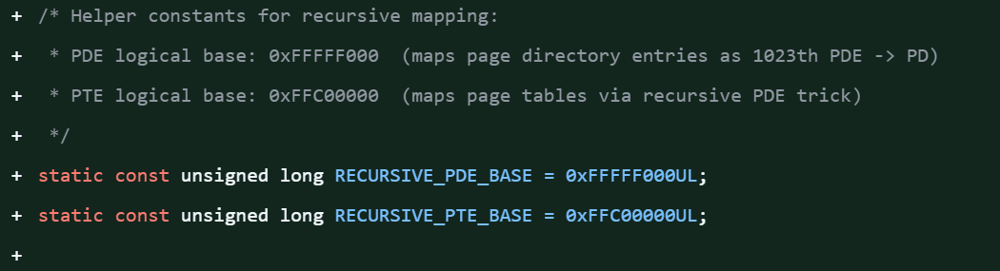 + /* Helper constants for recursive mapping:
+  * PDE logical base: 0xFFFFF000  (maps page directory entries as 1023th PDE -> PD)
+  * PTE logical base: 0xFFC00000  (maps page tables via recursive PDE trick)
+  */
+ static const unsigned long RECURSIVE_PDE_BASE = 0xFFFFF000UL;
+ static const unsigned long RECURSIVE_PTE_BASE = 0xFFC00000UL;
+